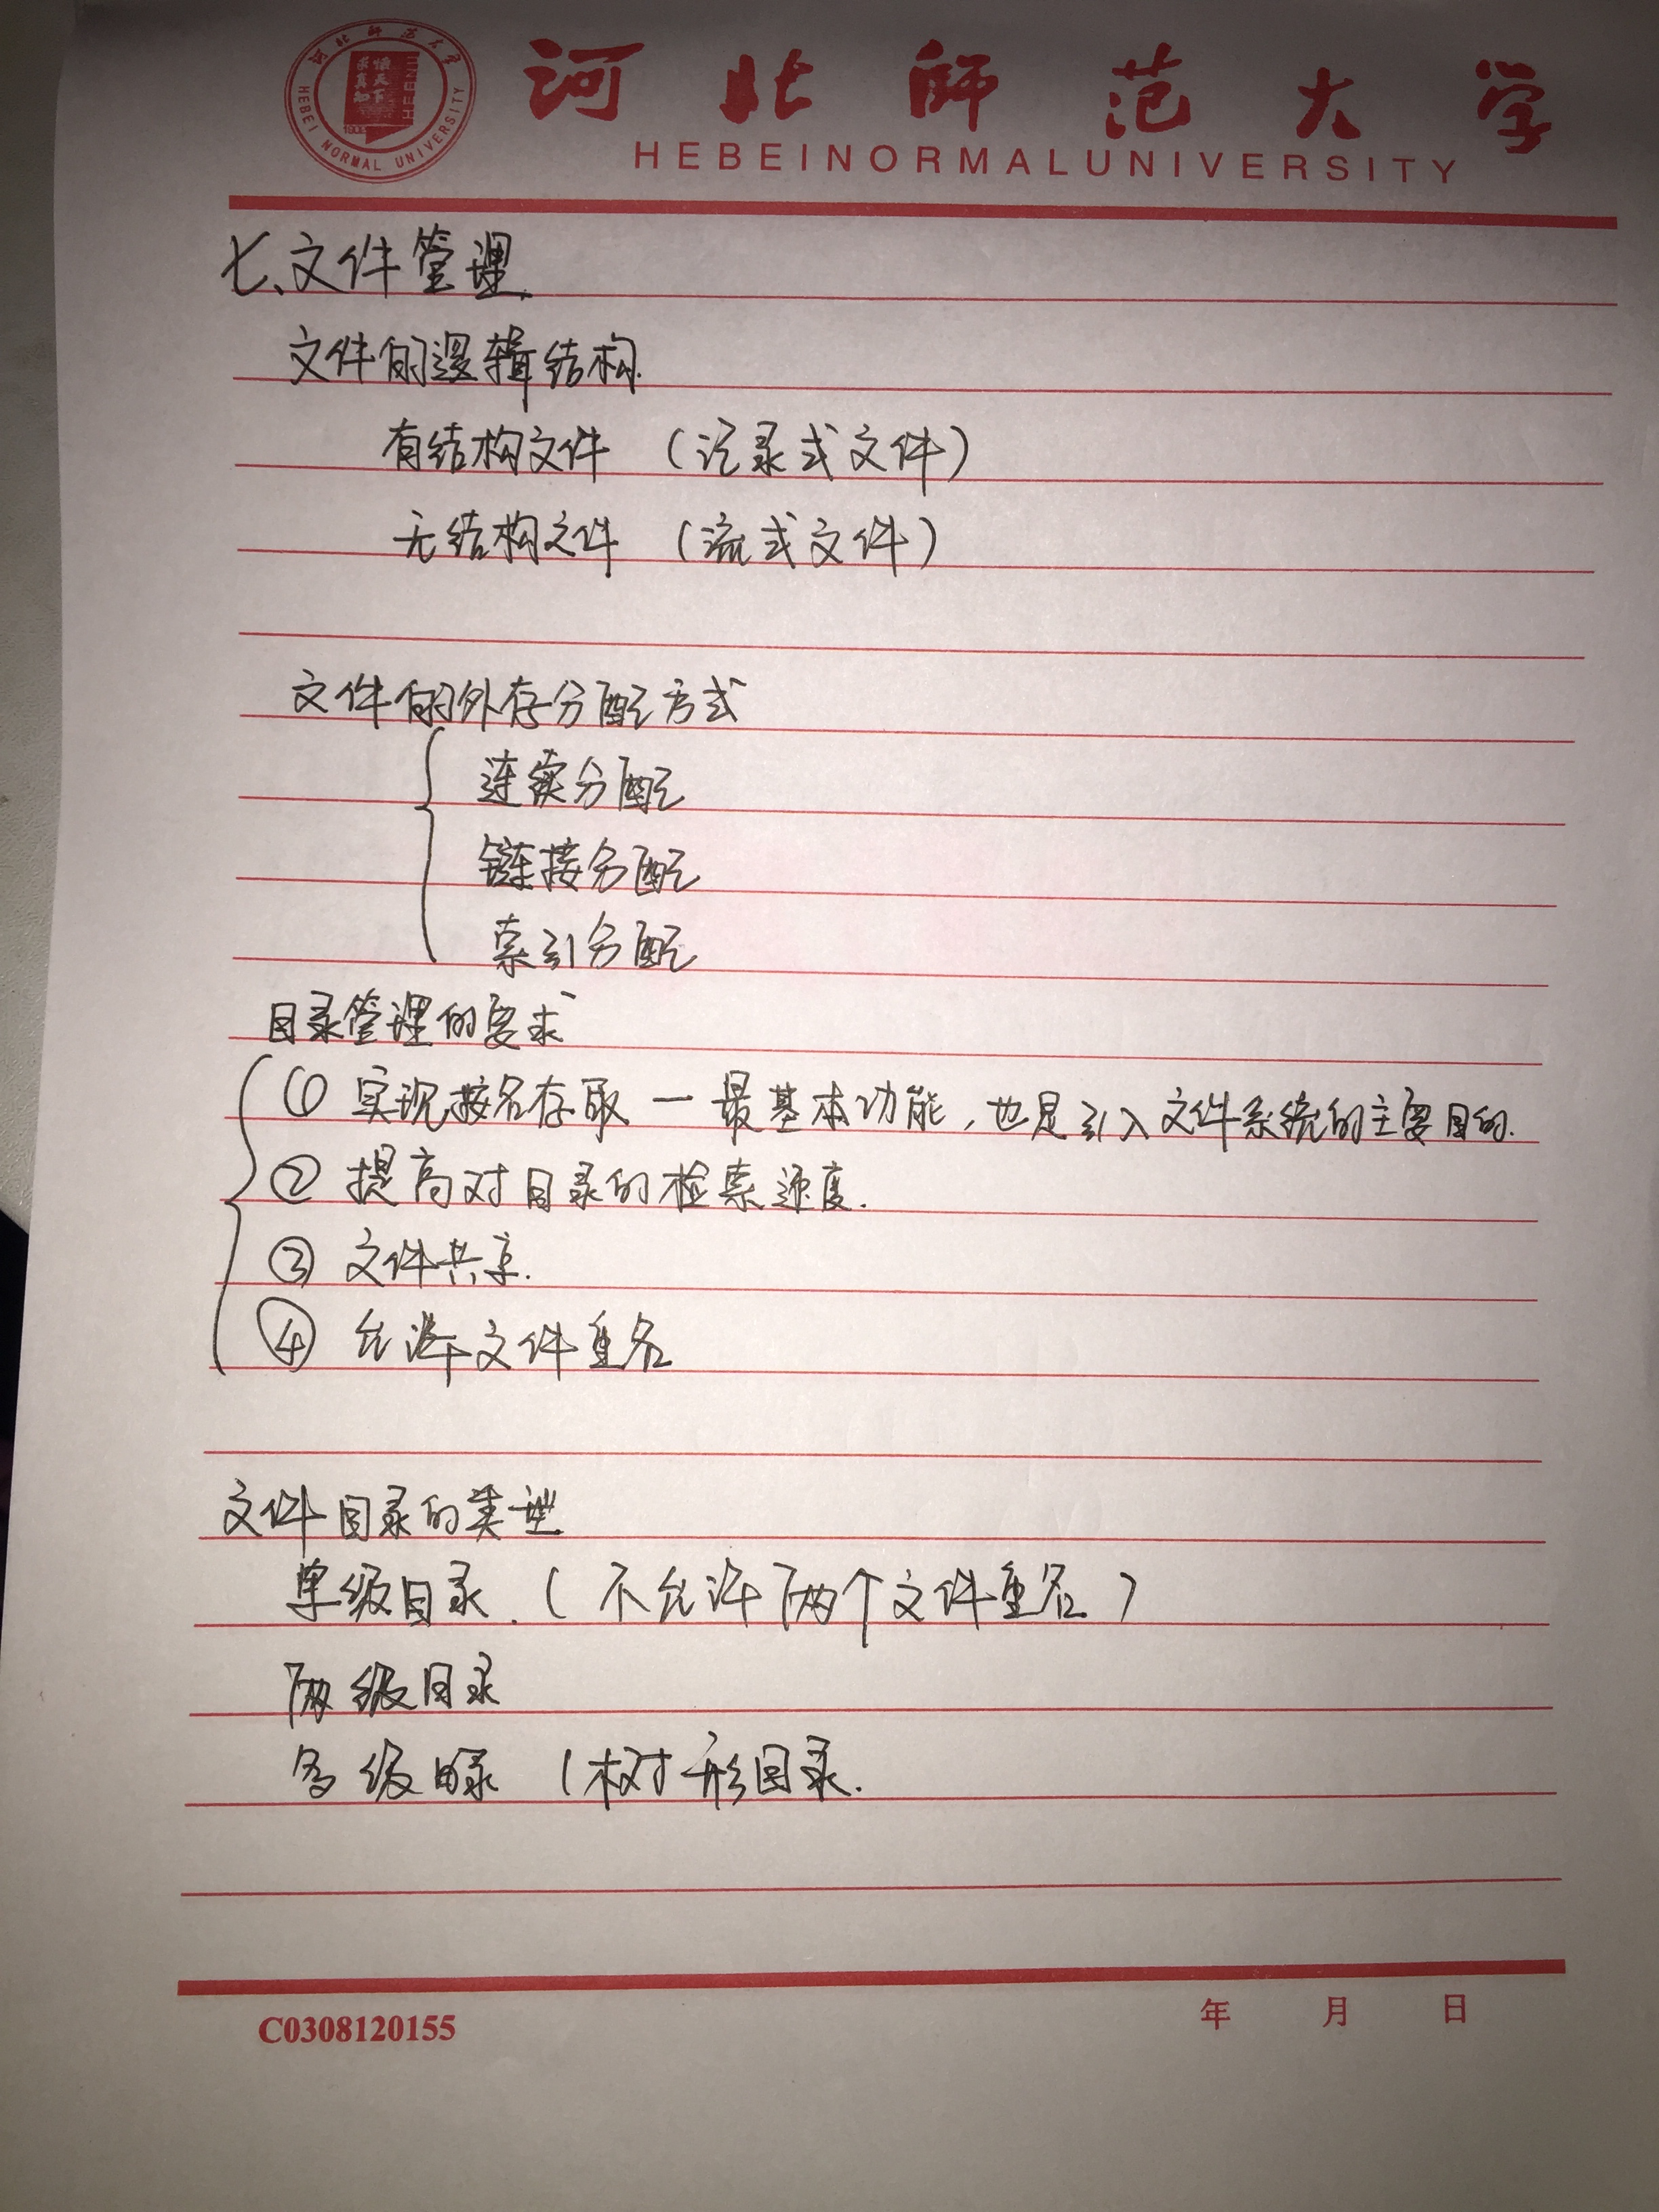 河北师范大学
HEBEI NORMAL UNIVERSITY
河北师范大学
怀天下
求真知
HEBEI NORMAL UNIVERSITY
1902
七、文件管理.
文件的逻辑结构.
有结构文件 (记录式文件)
无结构文件 (流式文件)
文件的外存分配方式
连续分配
链接分配
索引分配
目录管理的要求
① 实现按名存取 — 最基本功能,也是引入文件系统的主要目的.
② 提高对目录的检索速度.
③ 文件共享.
④ 允许文件重名
文件目录的类型
单级目录.(不允许两个文件重名)
两级目录
多级目录 (树形目录.
C0308120155
年 月 日